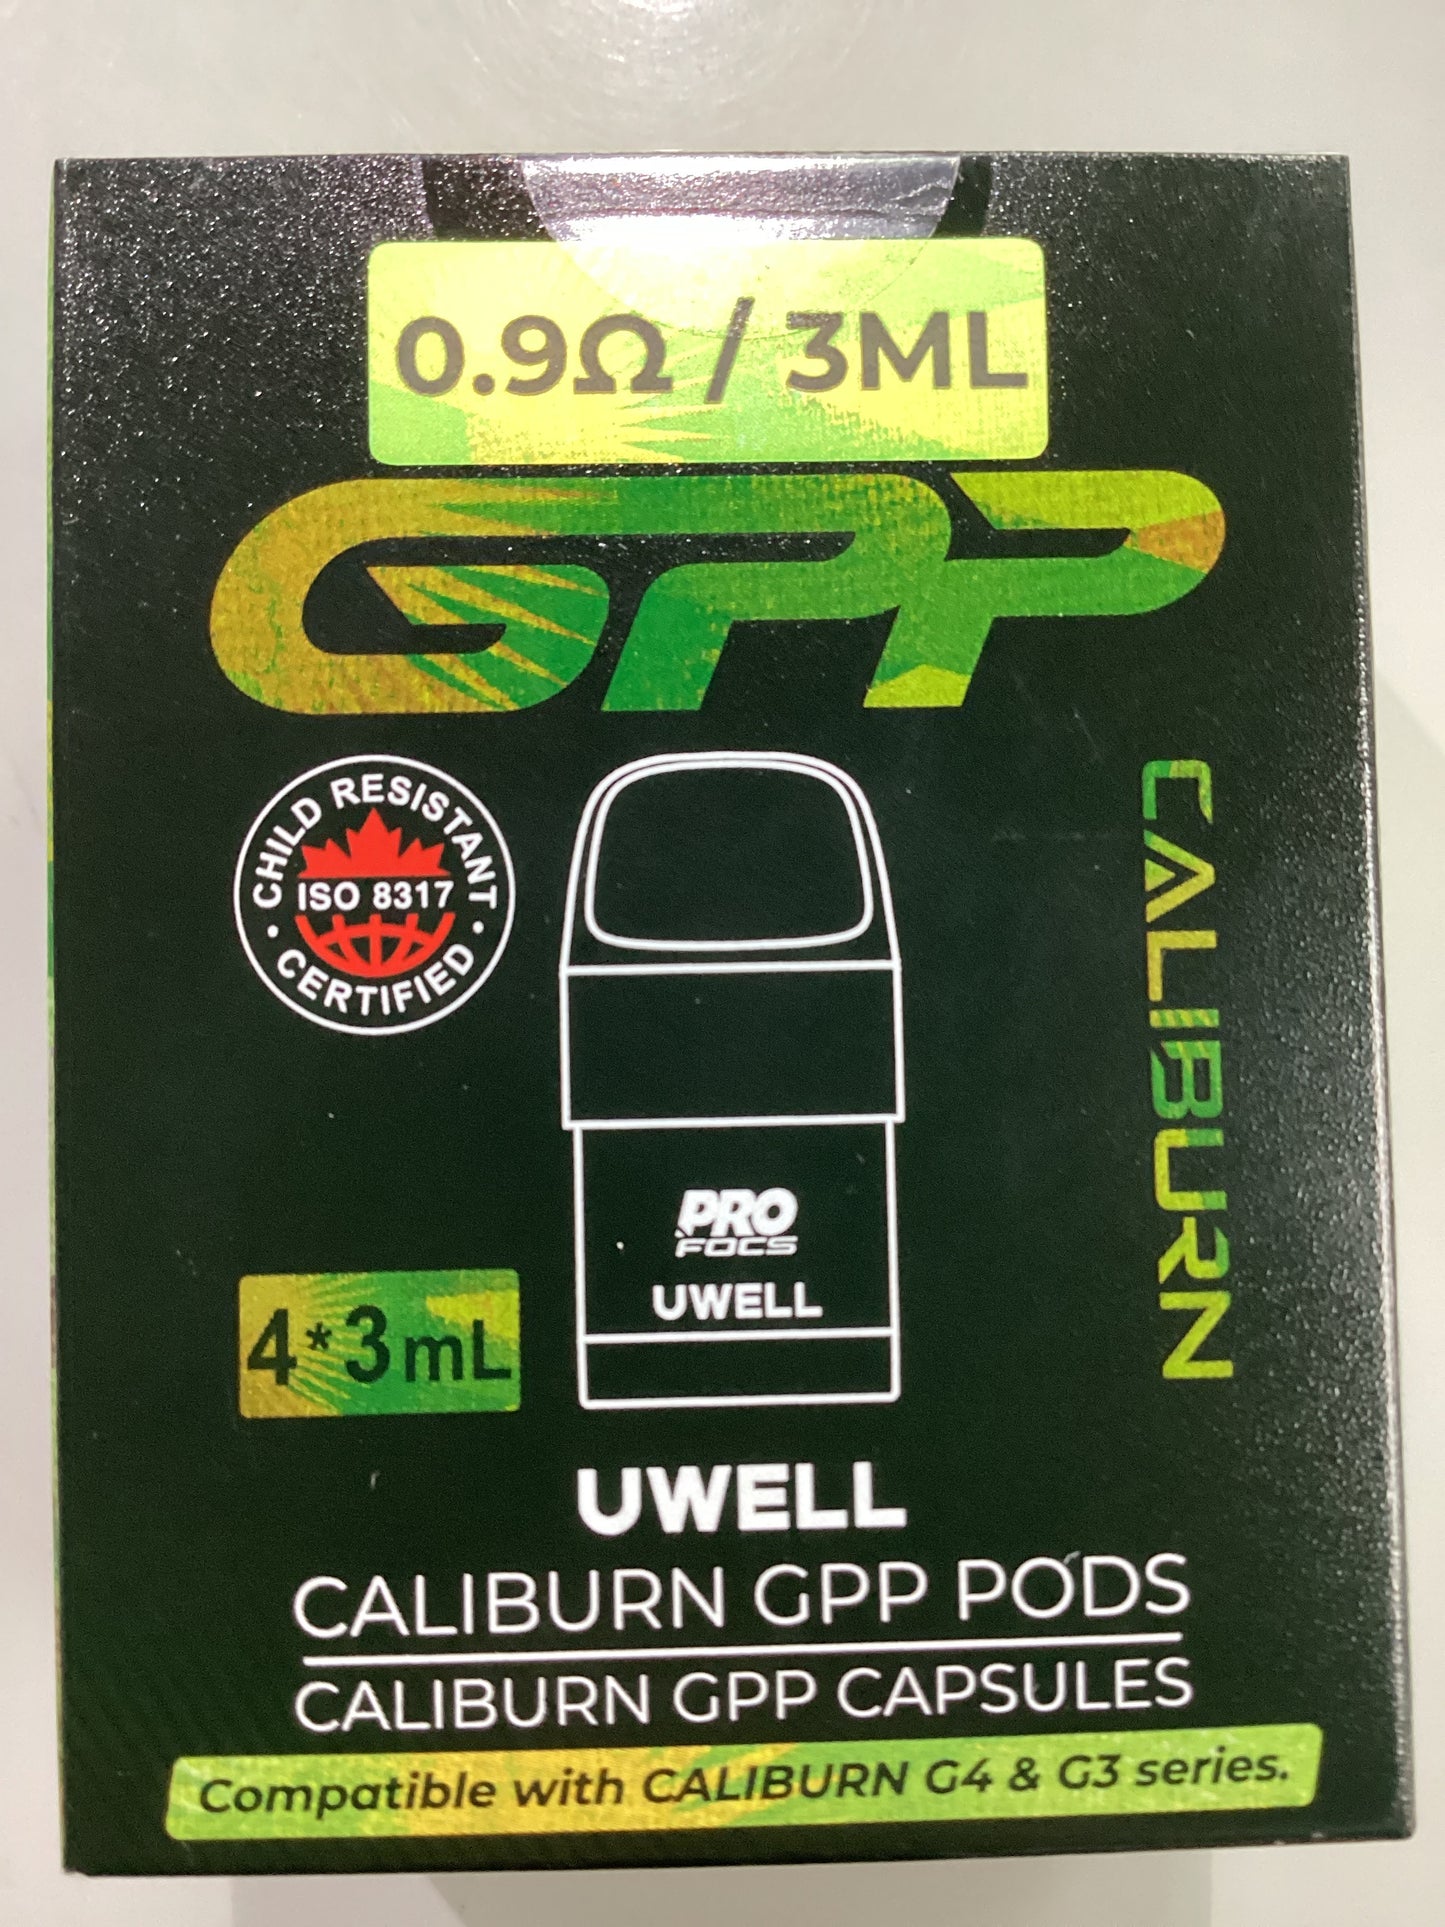 0.9Ω / 3ML
GPP
CHILD RESISTANT
ISO 8317
CERTIFIED
CALIBURN
PRO
FOCS
UWELL
4*3mL
UWELL
CALIBURN GPP PODS
CALIBURN GPP CAPSULES
Compatible with CALIBURN G4 & G3 series.